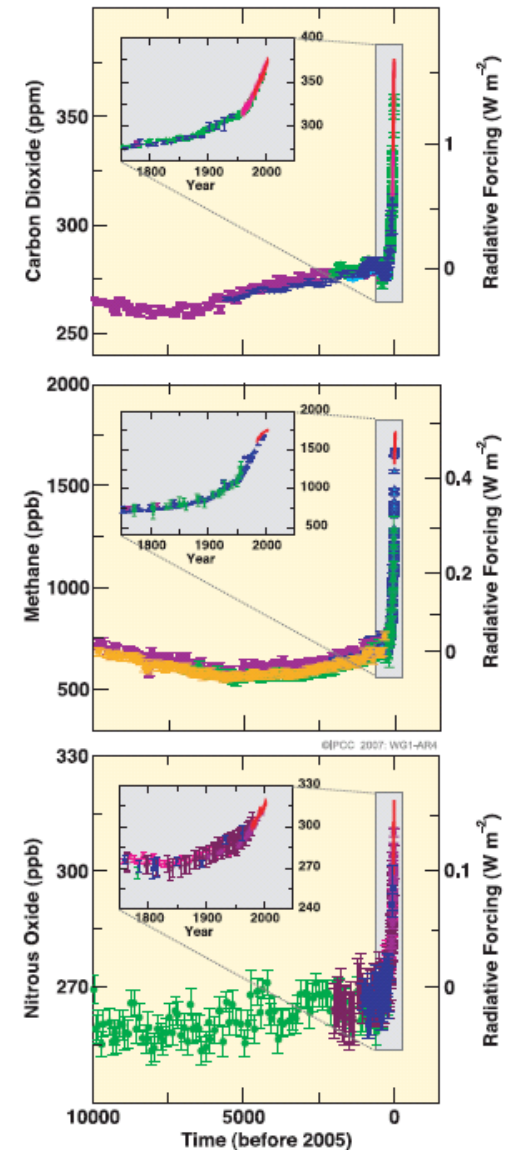 400
350
300
1800 1900 2000
Year
Carbon Dioxide (ppm)
350
300
250
Radiative Forcing (W m⁻²)
1
0
2000
1500
1000
500
1800 1900 2000
Year
Methane (ppb)
2000
1500
1000
500
Radiative Forcing (W m⁻²)
0.4
0.2
0
©IPCC 2007: WG1-AR4
330
300
270
240
1800 1900 2000
Year
Nitrous Oxide (ppb)
330
300
270
Radiative Forcing (W m⁻²)
0.1
0
10000 5000 0
Time (before 2005)